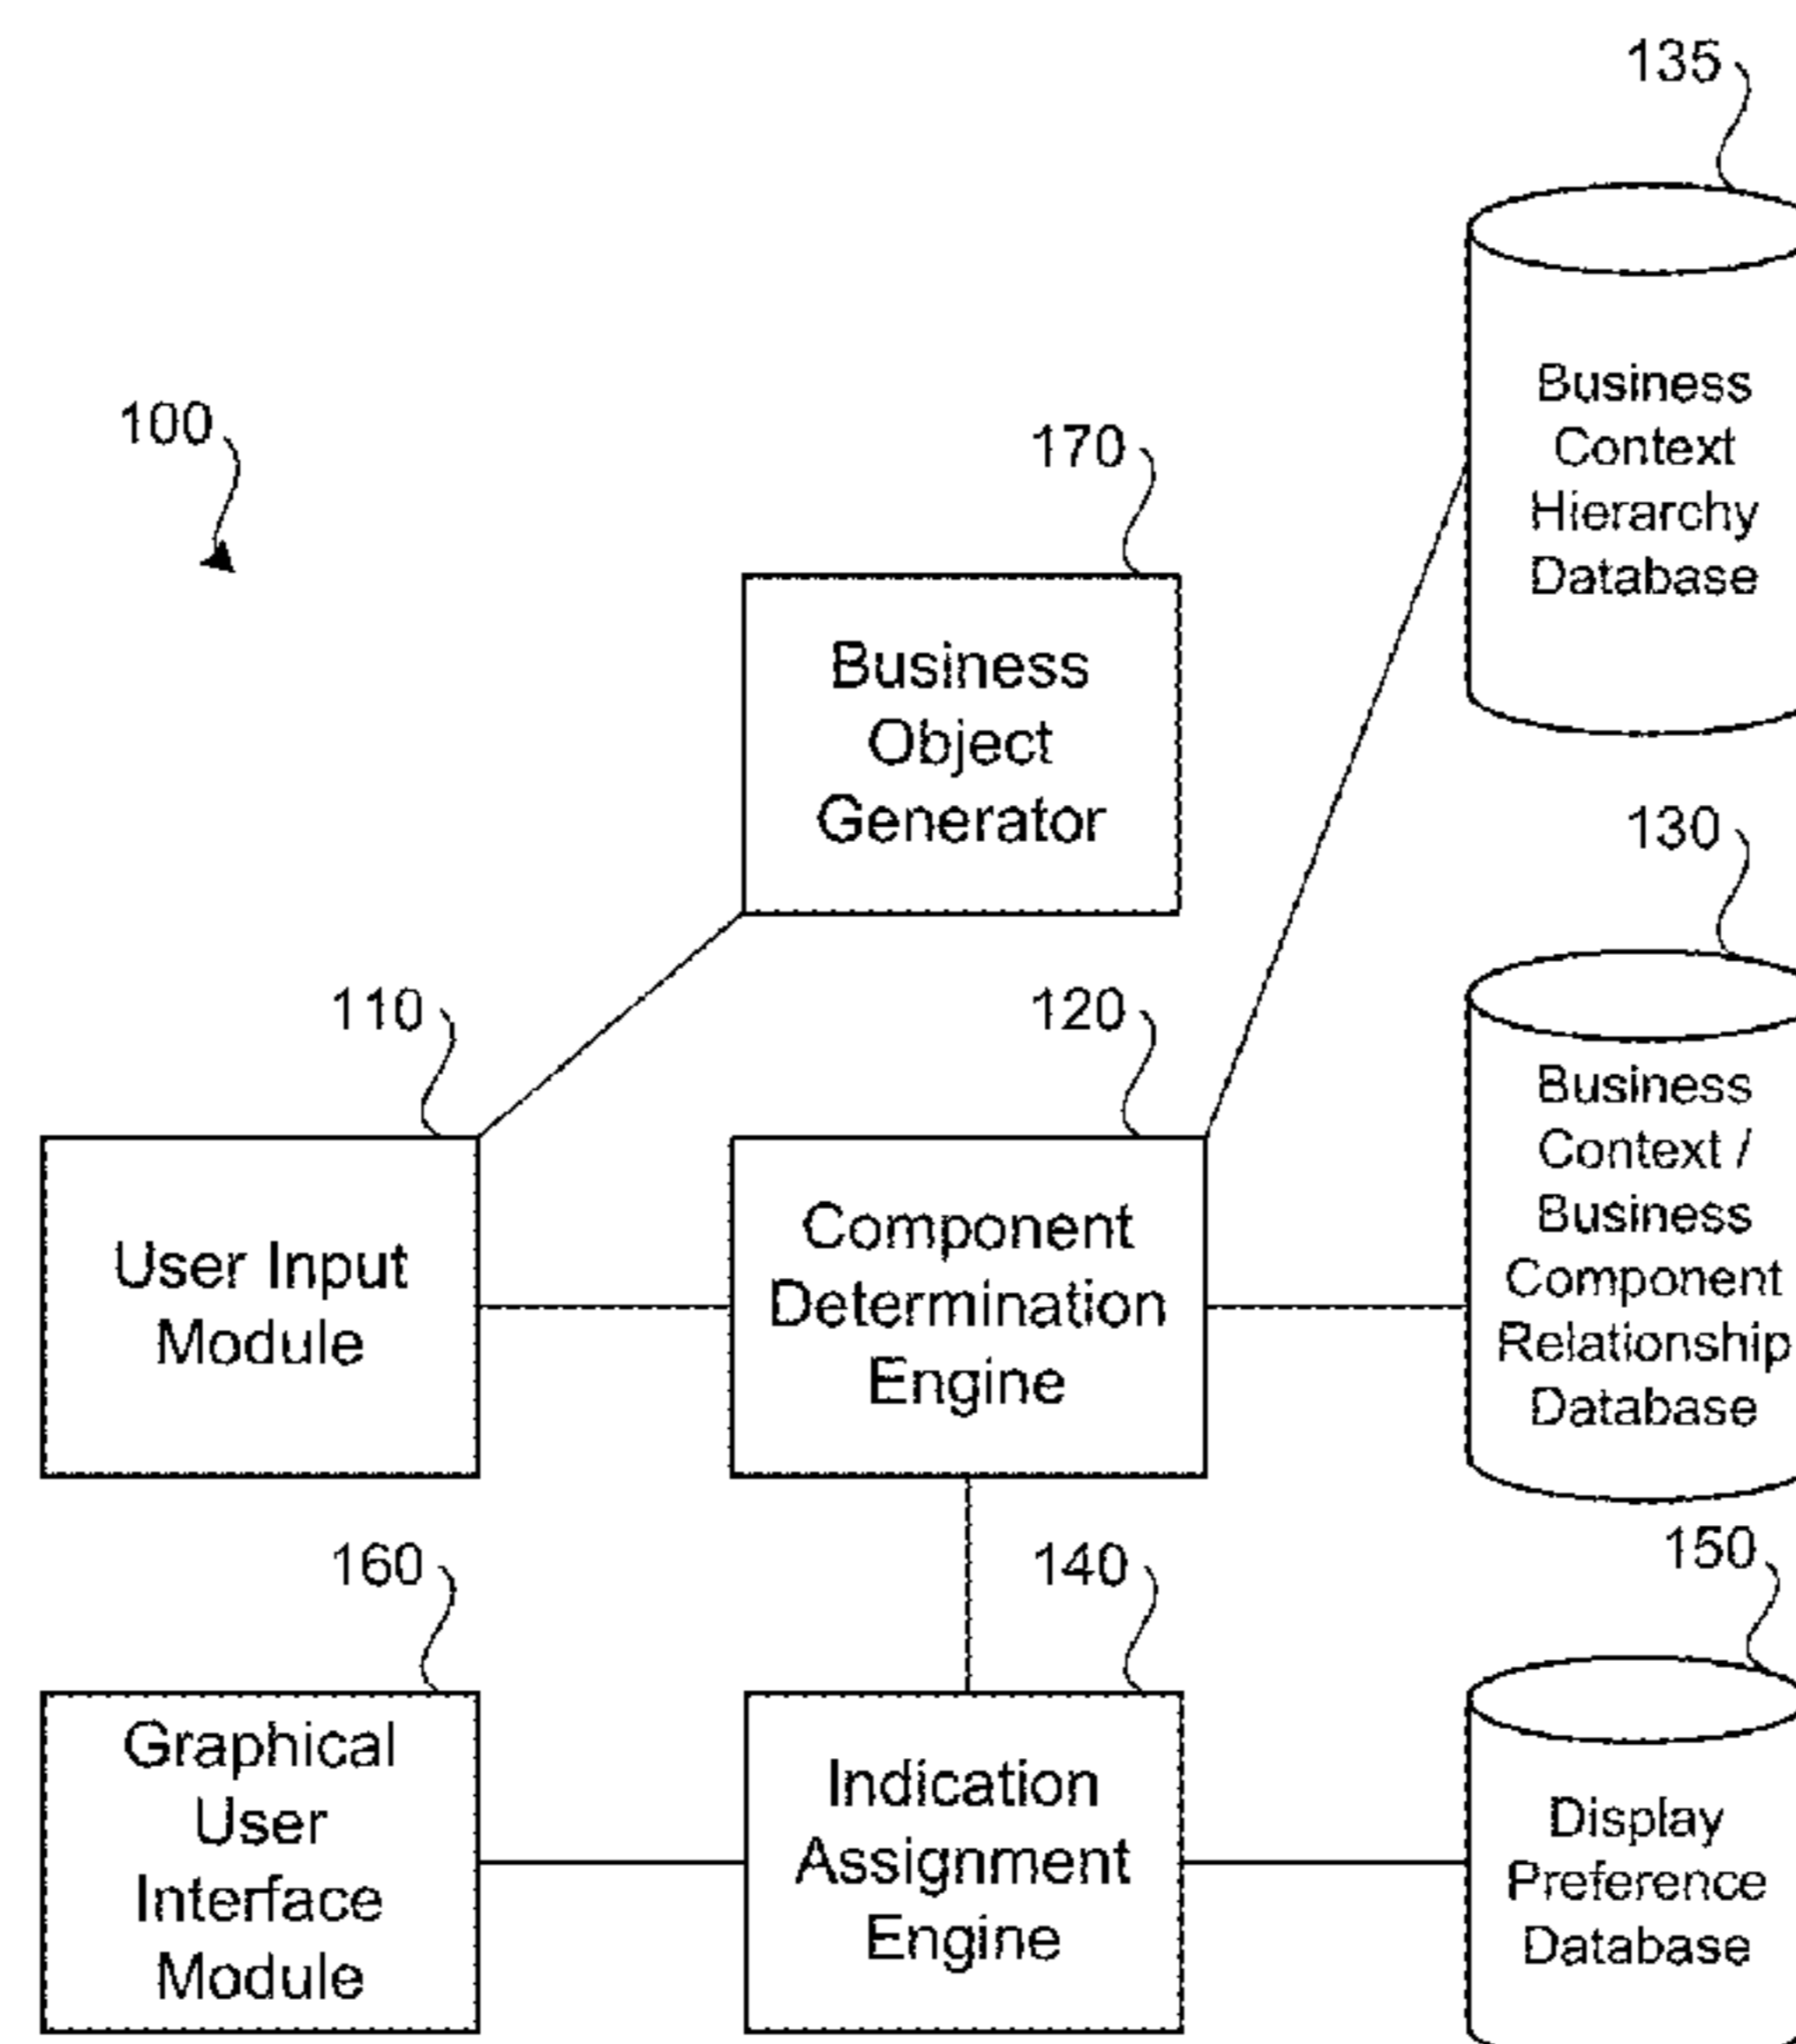 135
Business
Context
Hierarchy
Database
100
170
Business
Object
Generator
130
110
120
Business
Context /
Business
Component
Relationship
Database
User Input
Module
Component
Determination
Engine
160
140
150
Graphical
User
Interface
Module
Indication
Assignment
Engine
Display
Preference
Database